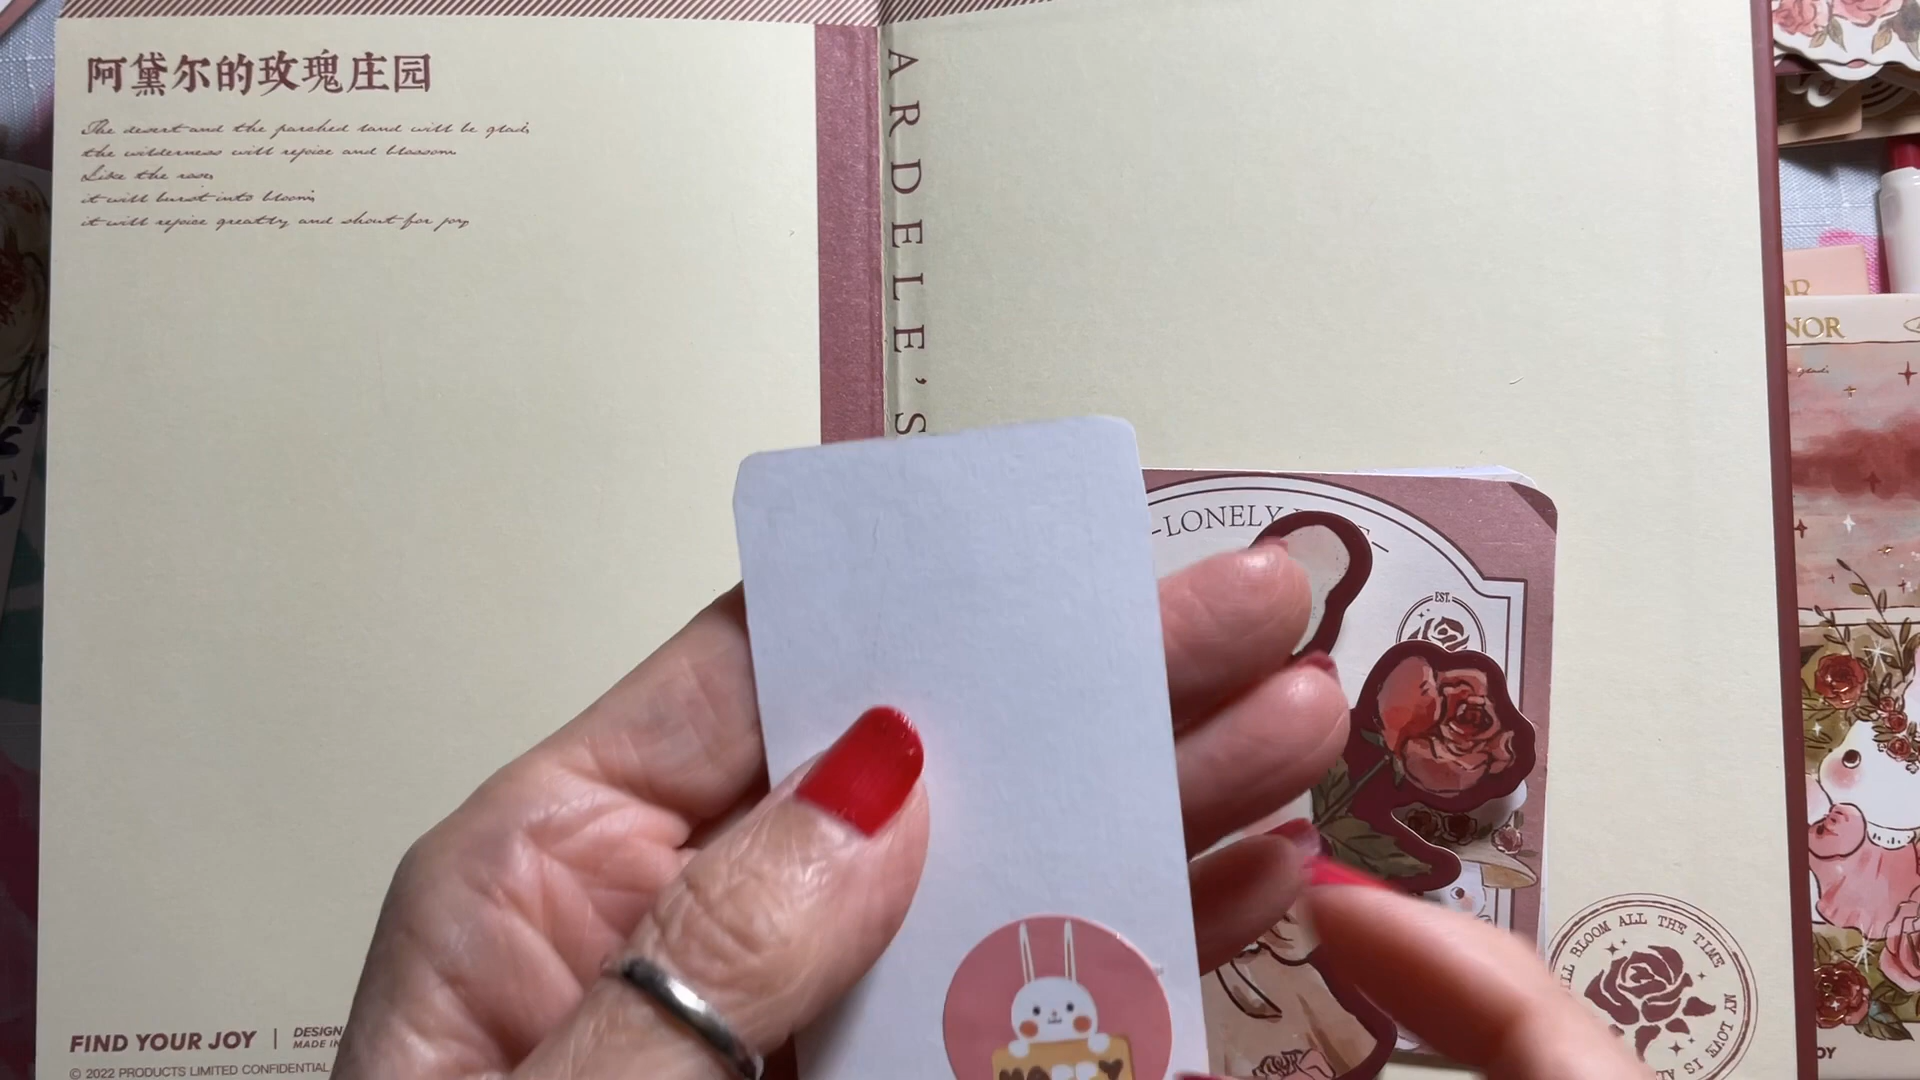 阿黛尔的玫瑰庄园
The desert and the parched land will be glad,
the wilderness will rejoice and blossom
Like the rose,
it will burst into bloom,
it will rejoice greatly and shout for joy
ARDELE'S
-LONELY
EST.
BLOOM ALL THE TIME
MY LOVE IS
NOR
FIND YOUR JOY | DESIGN
MADE IN
© 2022 PRODUCTS LIMITED CONFIDENTIAL